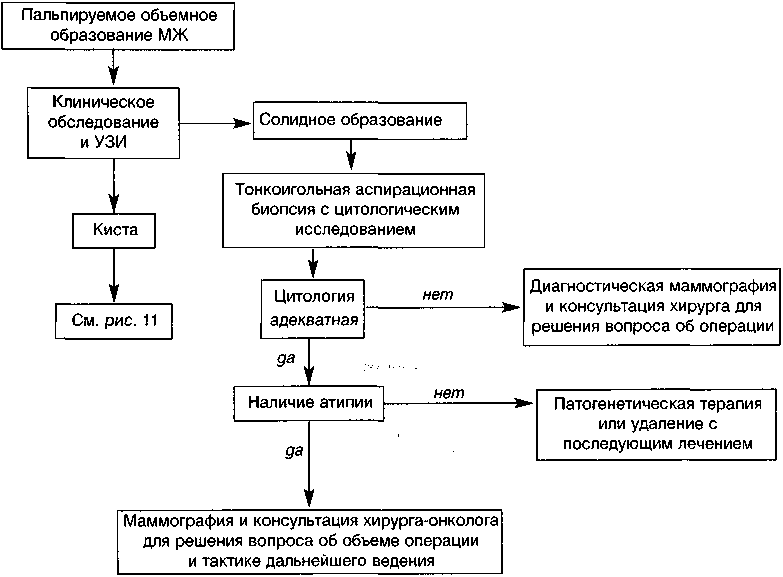 Пальпируемое объемное
образование МЖ
Клиническое
обследование
и УЗИ
Солидное образование
Тонкоигольная аспирационная
биопсия с цитологическим
исследованием
Киста
См. рис. 11
Цитология
адекватная
нет
Диагностическая маммография
и консультация хирурга для
решения вопроса об операции
да
Наличие атипии
нет
Патогенетическая терапия
или удаление с
последующим лечением
да
Маммография и консультация хирурга-онколога
для решения вопроса об объеме операции
и тактике дальнейшего ведения